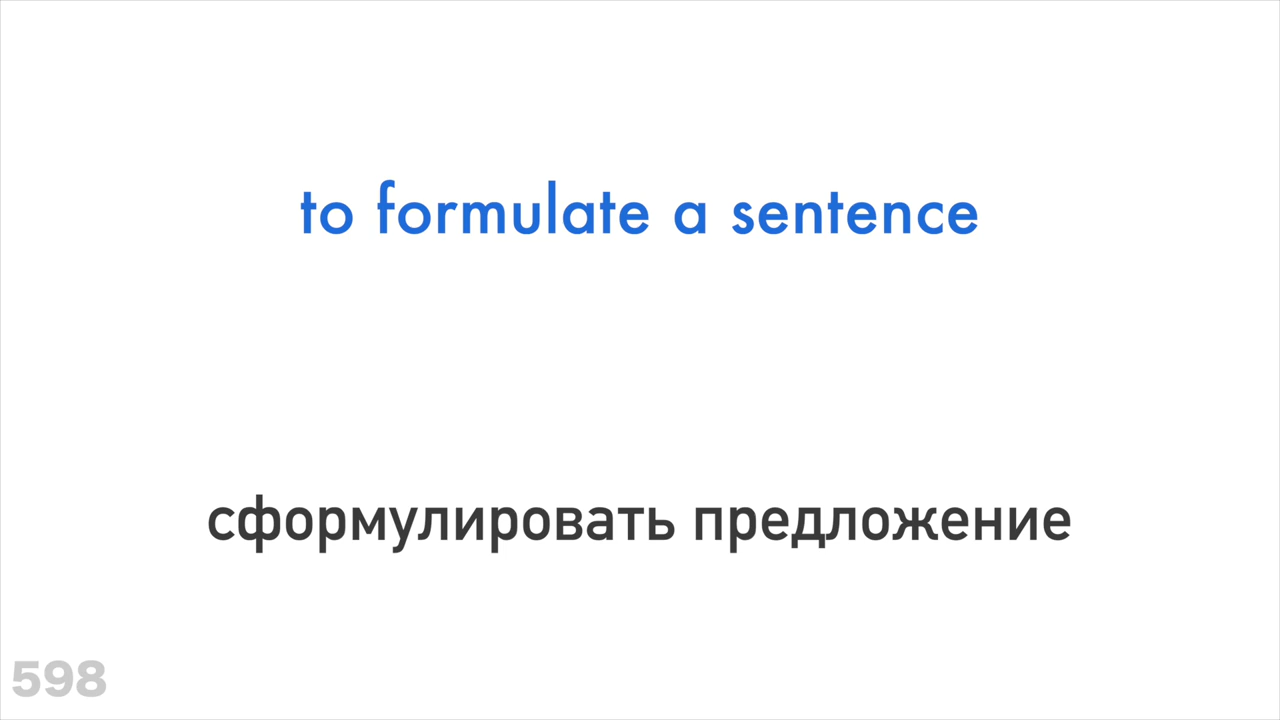 to formulate a sentence
сформулировать предложение
598